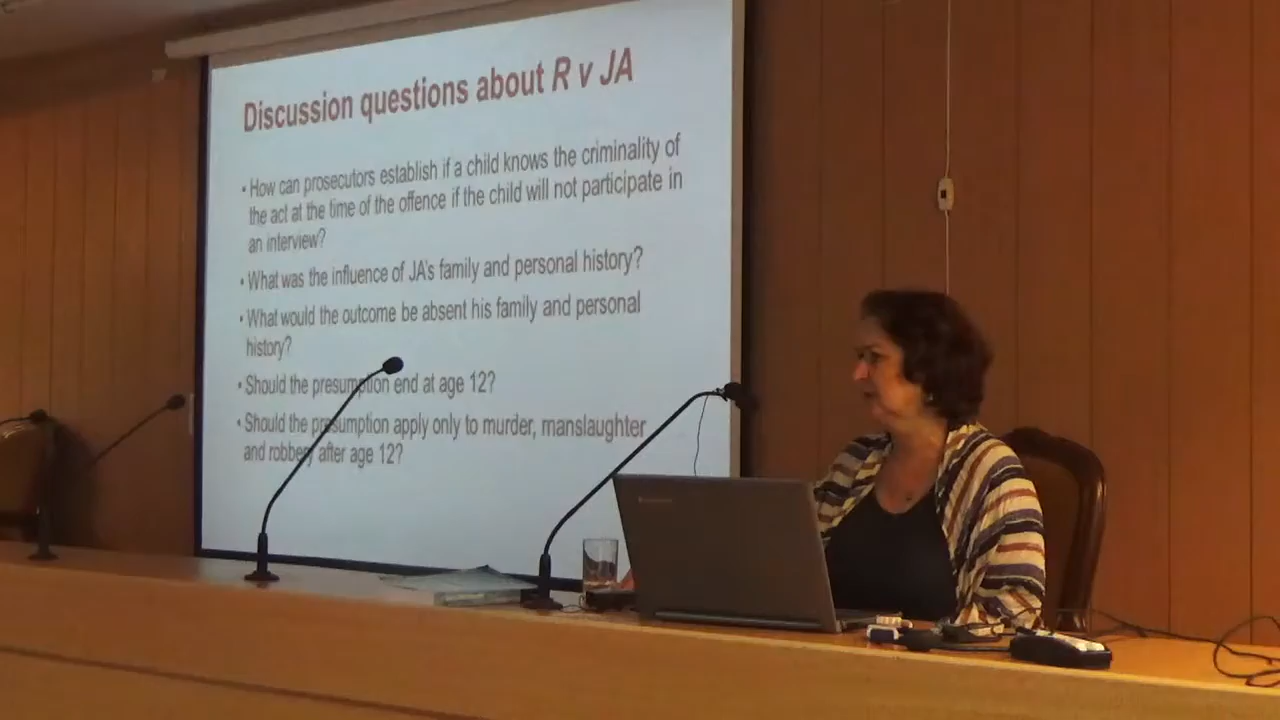 Discussion questions about R v JA
• How can prosecutors establish if a child knows the criminality of
the act at the time of the offence if the child will not participate in
an interview?
• What was the influence of JA's family and personal history?
• What would the outcome be absent his family and personal
history?
• Should the presumption end at age 12?
• Should the presumption apply only to murder, manslaughter
and robbery after age 12?